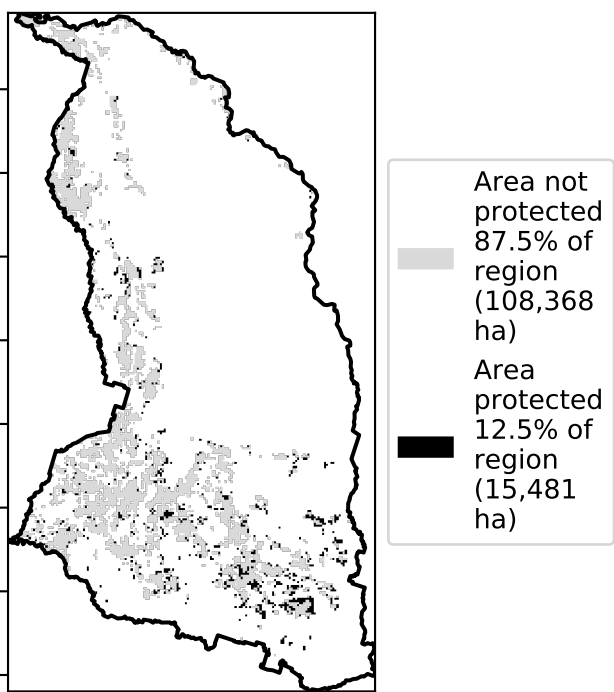 Area not
protected
87.5% of
region
(108,368
ha)
Area
protected
12.5% of
region
(15,481
ha)